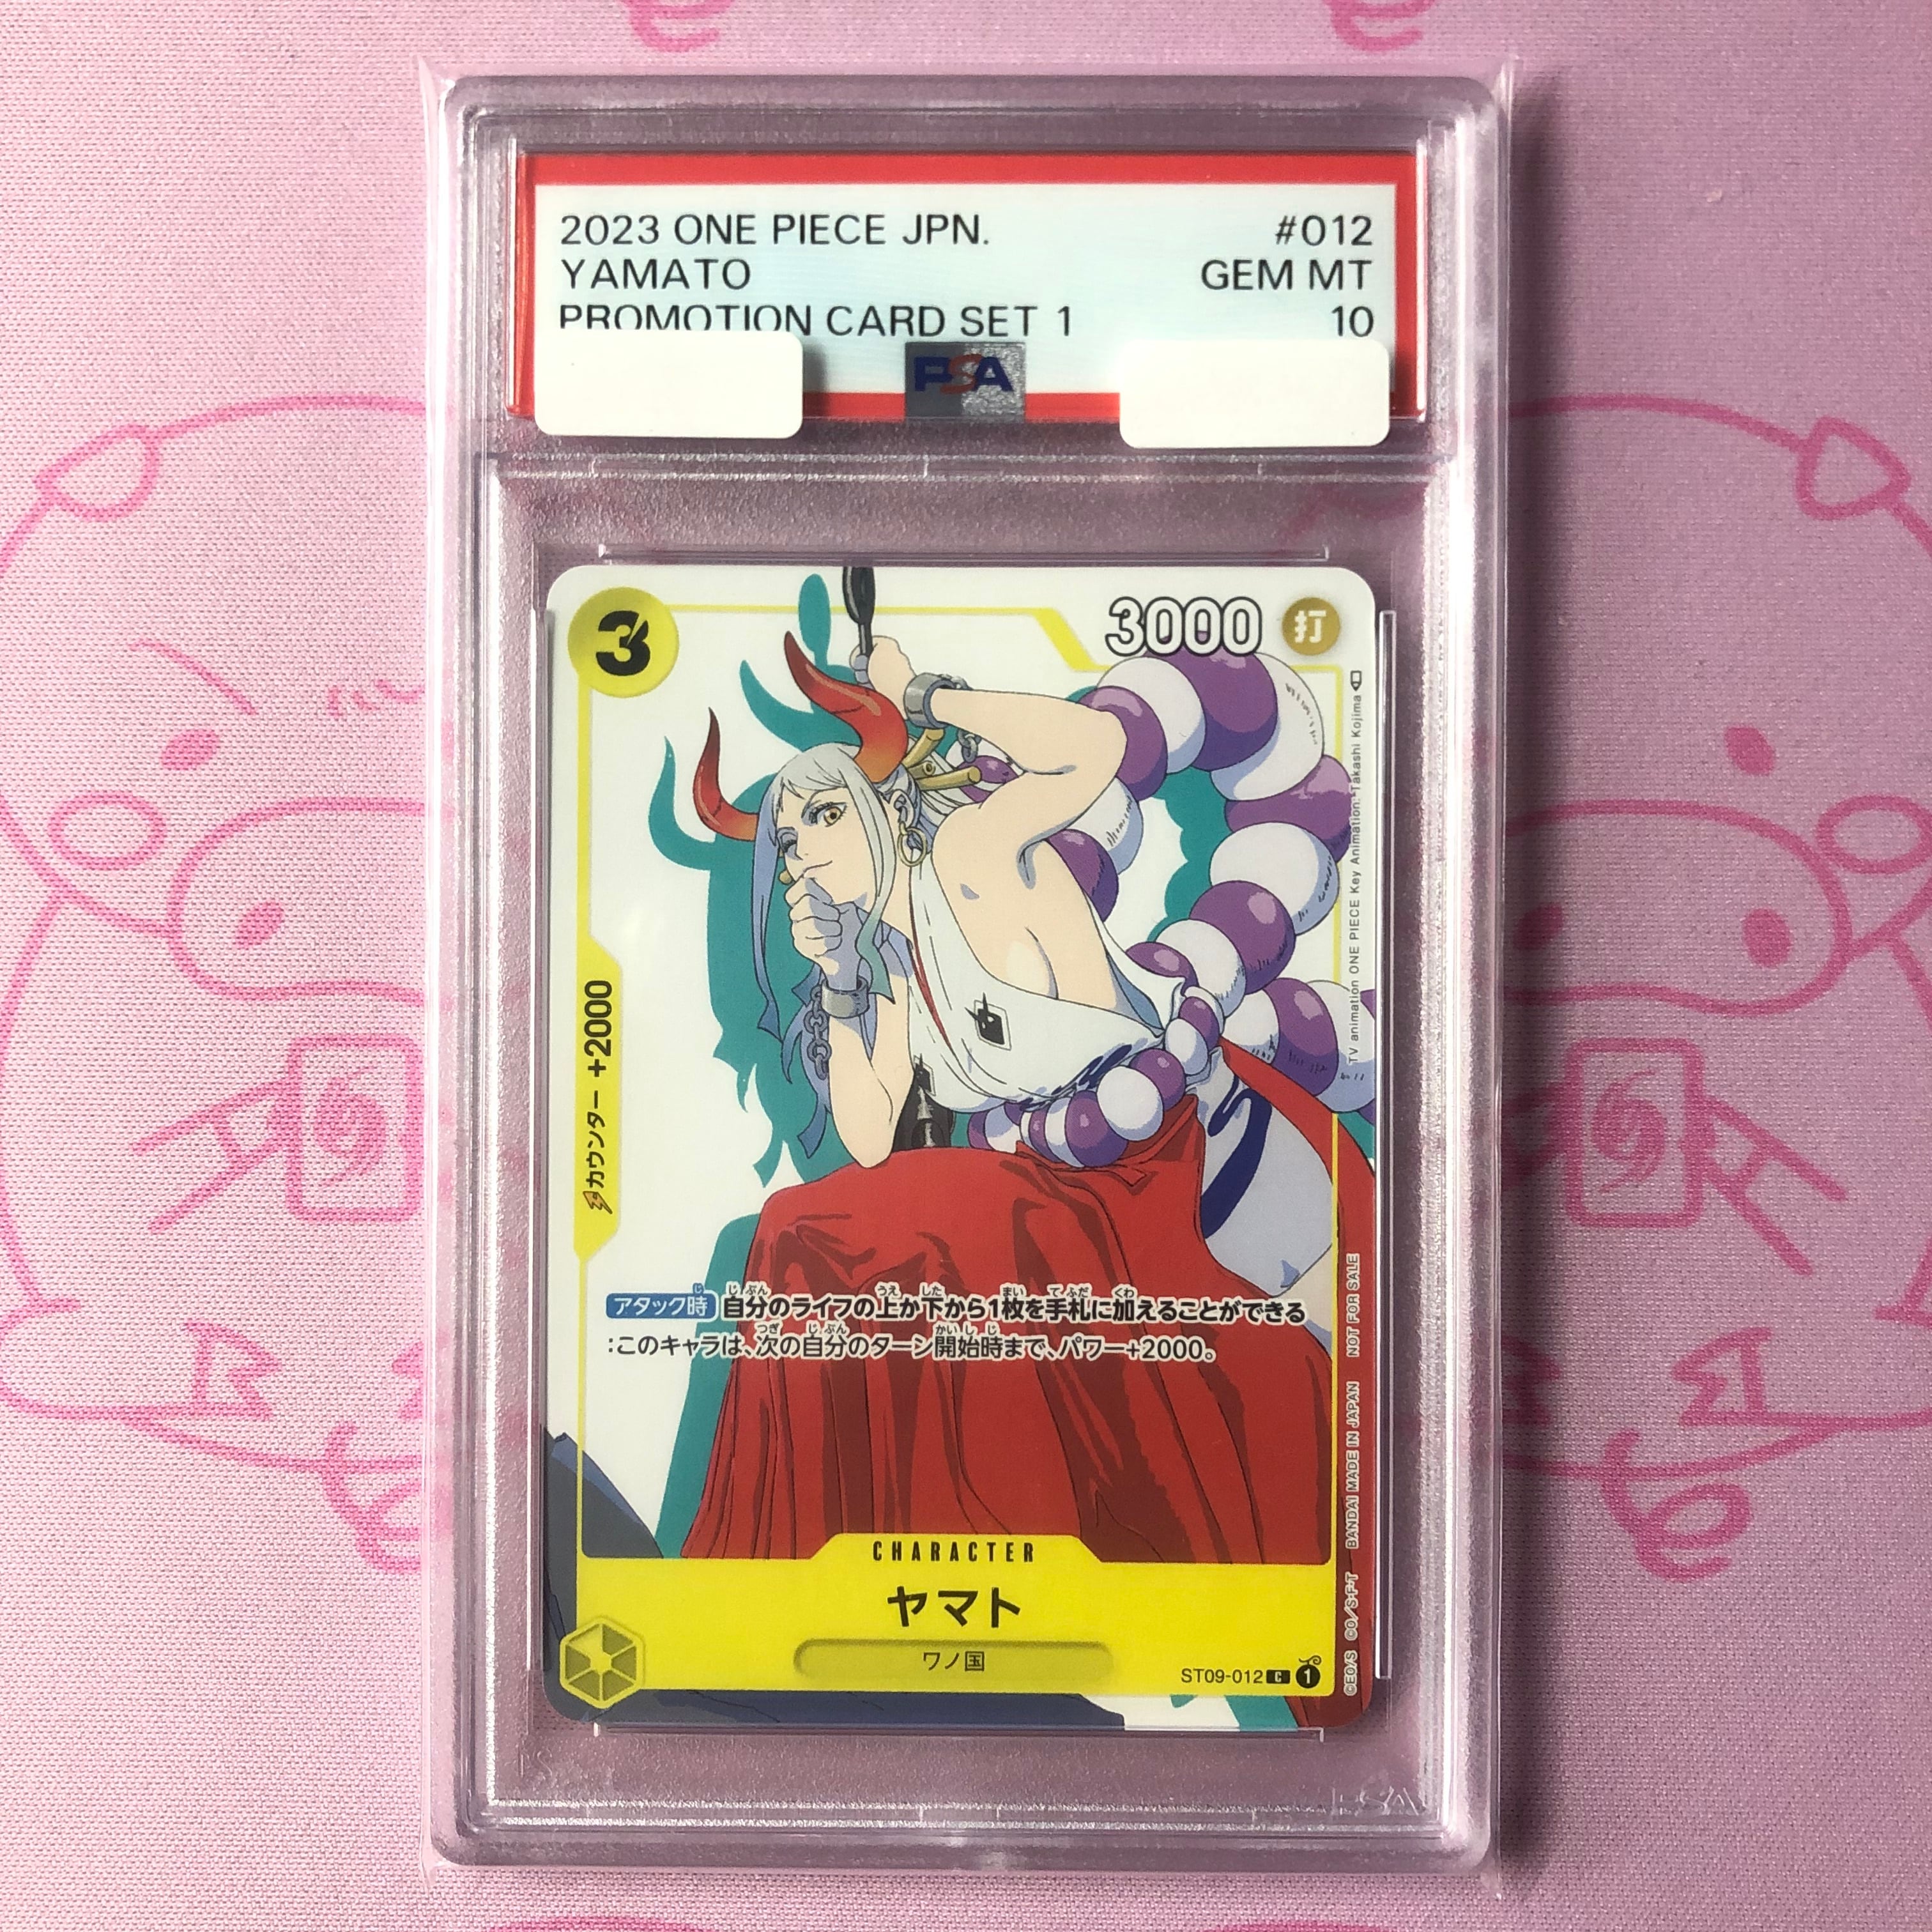 2023 ONE PIECE JPN. #012
YAMATO GEM MT
PROMOTION CARD SET 1 10
PSA
3
3000 打
カウンター +2000
TV animation ONE PIECE Key Animation: Takashi Kojima
アタック時 自分のライフの上か下から1枚を手札に加えることができる
:このキャラは、次の自分のターン開始時まで、パワー+2000。
CHARACTER
ヤマト
ワノ国
ST09-012 C 1
©EO/S ©O/S・F・T BANDAI MADE IN JAPAN NOT FOR SALE
PSA